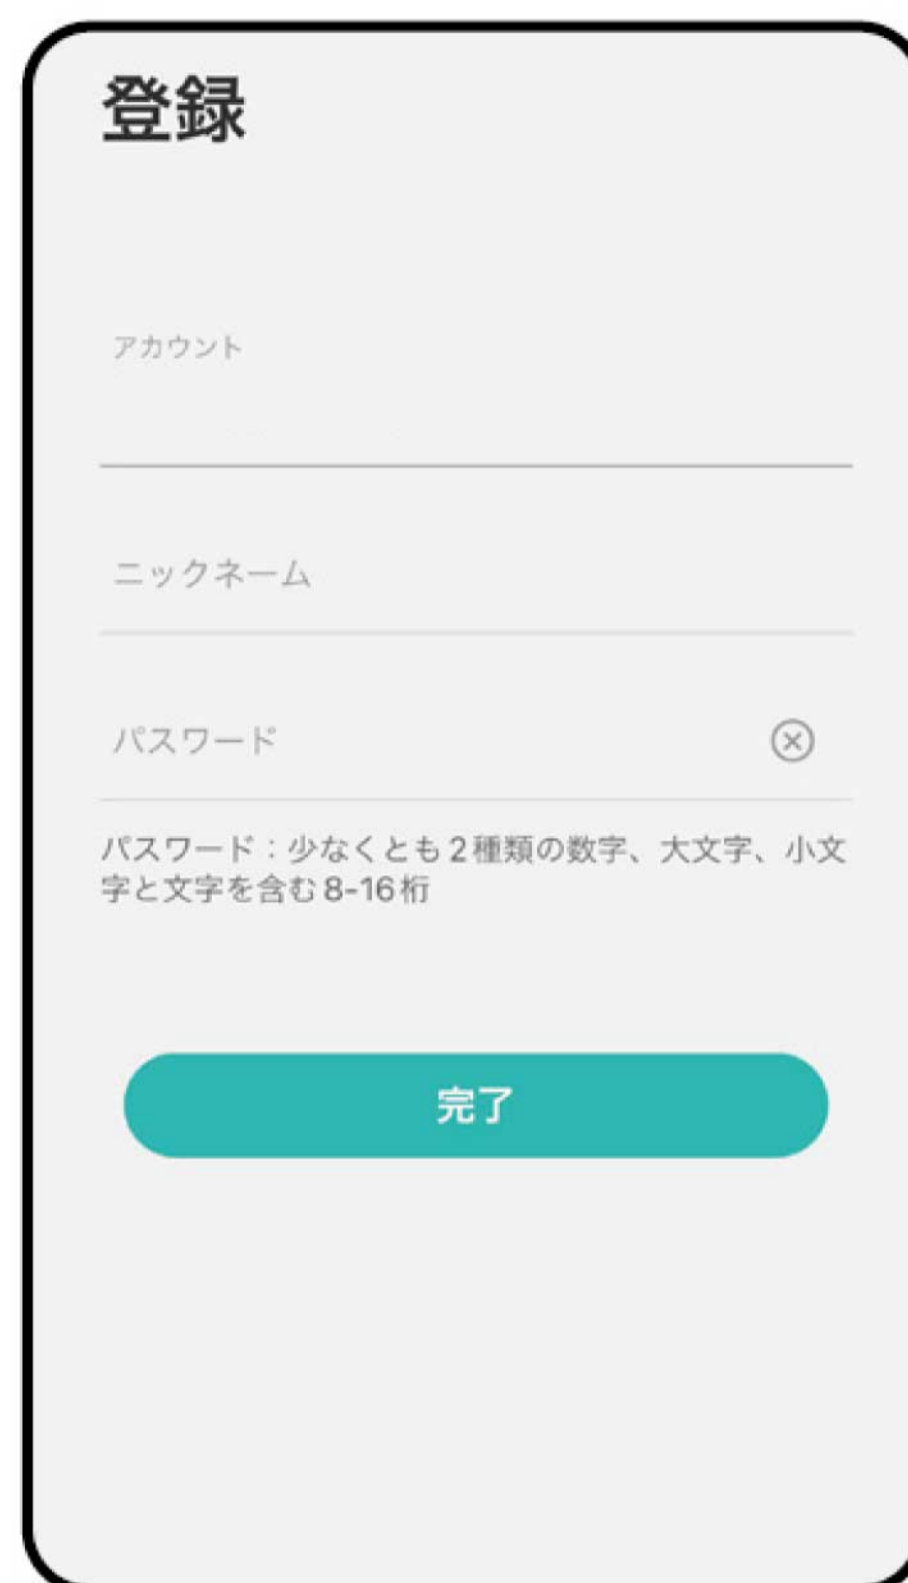 登録
アカウント
ニックネーム
パスワード
パスワード：少なくとも2種類の数字、大文字、小文
字と文字を含む8-16桁
完了